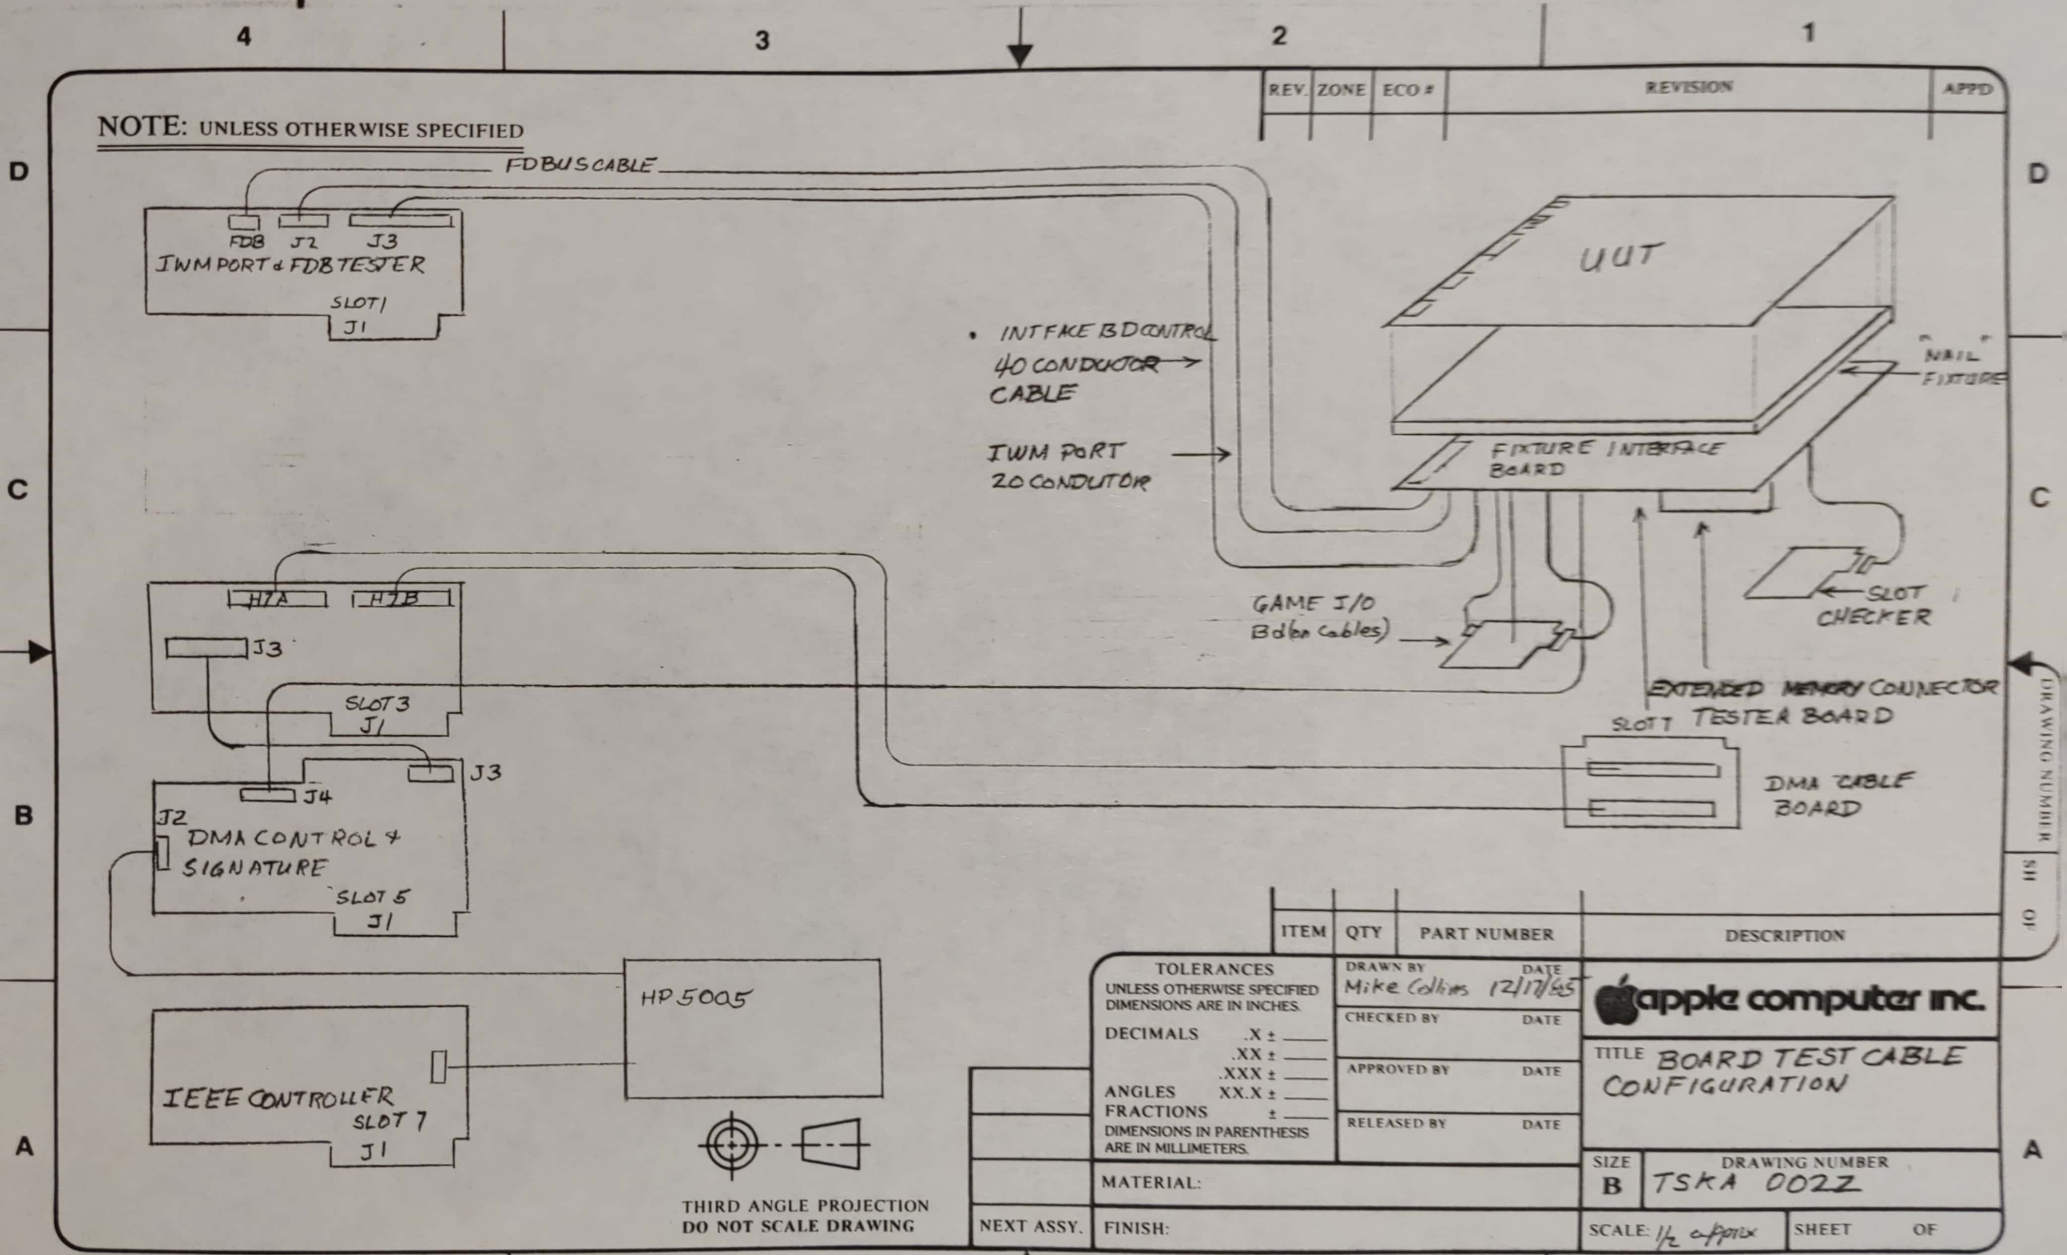 4
3
2
1
REV.
ZONE
ECO #
REVISION
APPD
NOTE: UNLESS OTHERWISE SPECIFIED
D
D
FDBUS CABLE
FDB
J2
J3
IWM PORT & FDB TESTER
SLOT 1
J1
UUT
• INTFACE BD CONTROL
40 CONDUCTOR
CABLE
"NAIL"
FIXTURE
IWM PORT
20 CONDUTOR
FIXTURE INTERFACE
BOARD
C
C
H7A
H7B
J3
SLOT 3
J1
GAME I/O
Bd (on Cables)
SLOT
CHECKER
EXTENDED MEMORY CONNECTOR
TESTER BOARD
SLOT 7
DMA CABLE
BOARD
DRAWING NUMBER
SH OF
B
J3
J4
J2
DMA CONTROL &
SIGNATURE
SLOT 5
J1
HP 5005
IEEE CONTROLLER
SLOT 7
J1
A
A
THIRD ANGLE PROJECTION
DO NOT SCALE DRAWING
NEXT ASSY.
ITEM
QTY
PART NUMBER
DESCRIPTION
TOLERANCES
UNLESS OTHERWISE SPECIFIED
DIMENSIONS ARE IN INCHES.
DECIMALS .X ± ____
.XX ± ____
.XXX ± ____
ANGLES XX.X ± ____
FRACTIONS ± ____
DIMENSIONS IN PARENTHESIS
ARE IN MILLIMETERS.
MATERIAL:
FINISH:
DRAWN BY DATE
Mike Collins 12/17/85
CHECKED BY DATE
APPROVED BY DATE
RELEASED BY DATE
apple computer inc.
TITLE BOARD TEST CABLE
CONFIGURATION
SIZE
B
DRAWING NUMBER
TSKA 0022
SCALE: 1/2 approx
SHEET OF